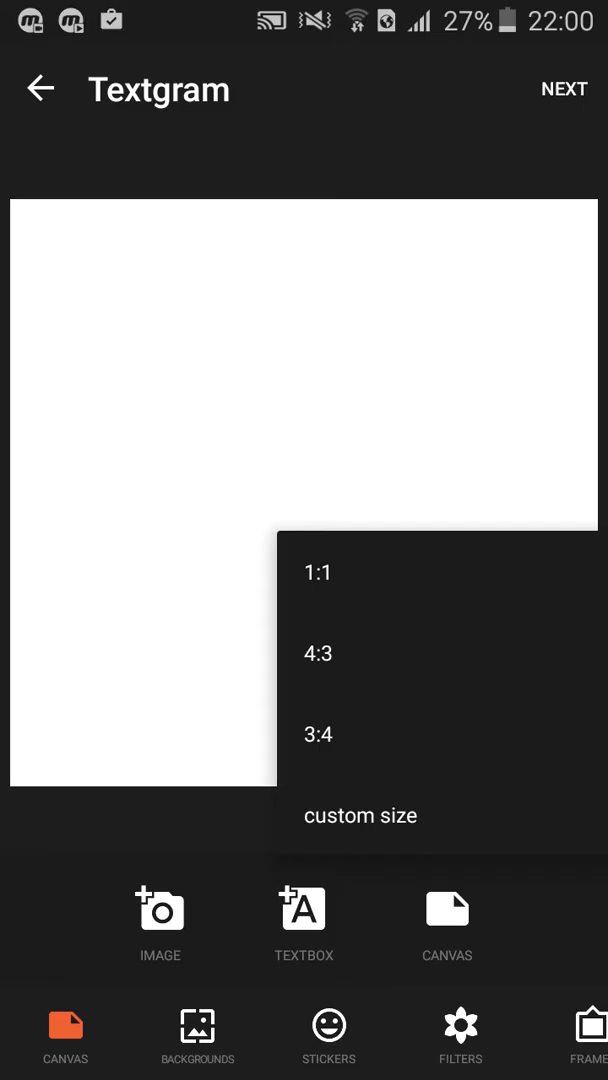 27% 22:00
Textgram NEXT
1:1
4:3
3:4
custom size
IMAGE TEXTBOX CANVAS
CANVAS BACKGROUNDS STICKERS FILTERS FRAME